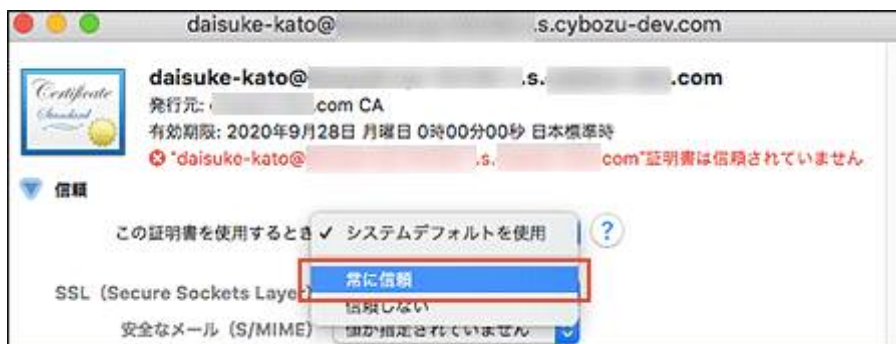 daisuke-kato@ .s.cybozu-dev.com
Certificate
Standard
daisuke-kato@ .s. .com
発行元: .com CA
有効期限: 2020年9月28日 月曜日 0時00分00秒 日本標準時
"daisuke-kato@ .s. com"証明書は信頼されていません
信頼
この証明書を使用するとき ✓ システムデフォルトを使用 ?
常に信頼
SSL（Secure Sockets Layer）
信頼しない
安全なメール（S/MIME） 値が指定されていません